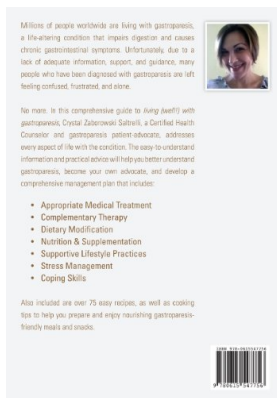 Millions of people worldwide are living with gastroparesis,
a life-altering condition that impairs digestion and causes
chronic gastrointestinal symptoms. Unfortunately, due to a
lack of adequate information, support, and guidance, many
people who have been diagnosed with gastroparesis are left
feeling confused, frustrated, and alone.
No more. In this comprehensive guide to living (well!) with
gastroparesis, Crystal Zaborowski Saltrelli, a Certified Health
Counselor and gastroparesis patient-advocate, addresses
every aspect of life with the condition. The easy-to-understand
information and practical advice will help you better understand
gastroparesis, become your own advocate, and develop a
comprehensive management plan that includes:
• Appropriate Medical Treatment
• Complementary Therapy
• Dietary Modification
• Nutrition & Supplementation
• Supportive Lifestyle Practices
• Stress Management
• Coping Skills
Also included are over 75 easy recipes, as well as cooking
tips to help you prepare and enjoy nourishing gastroparesis-
friendly meals and snacks.